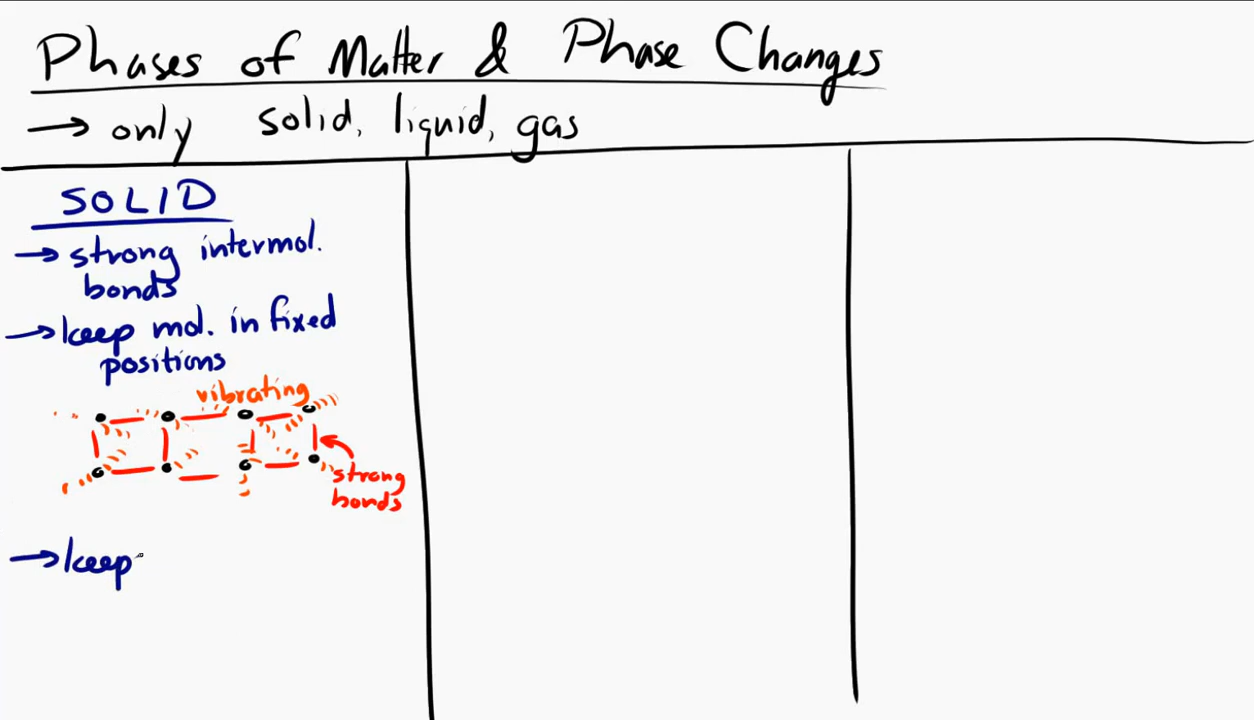 Phases of Matter & Phase Changes
→ only solid, liquid, gas
SOLID
→ strong intermol.
bonds
→ keep mol. in fixed
positions
vibrating
strong
bonds
→ keep